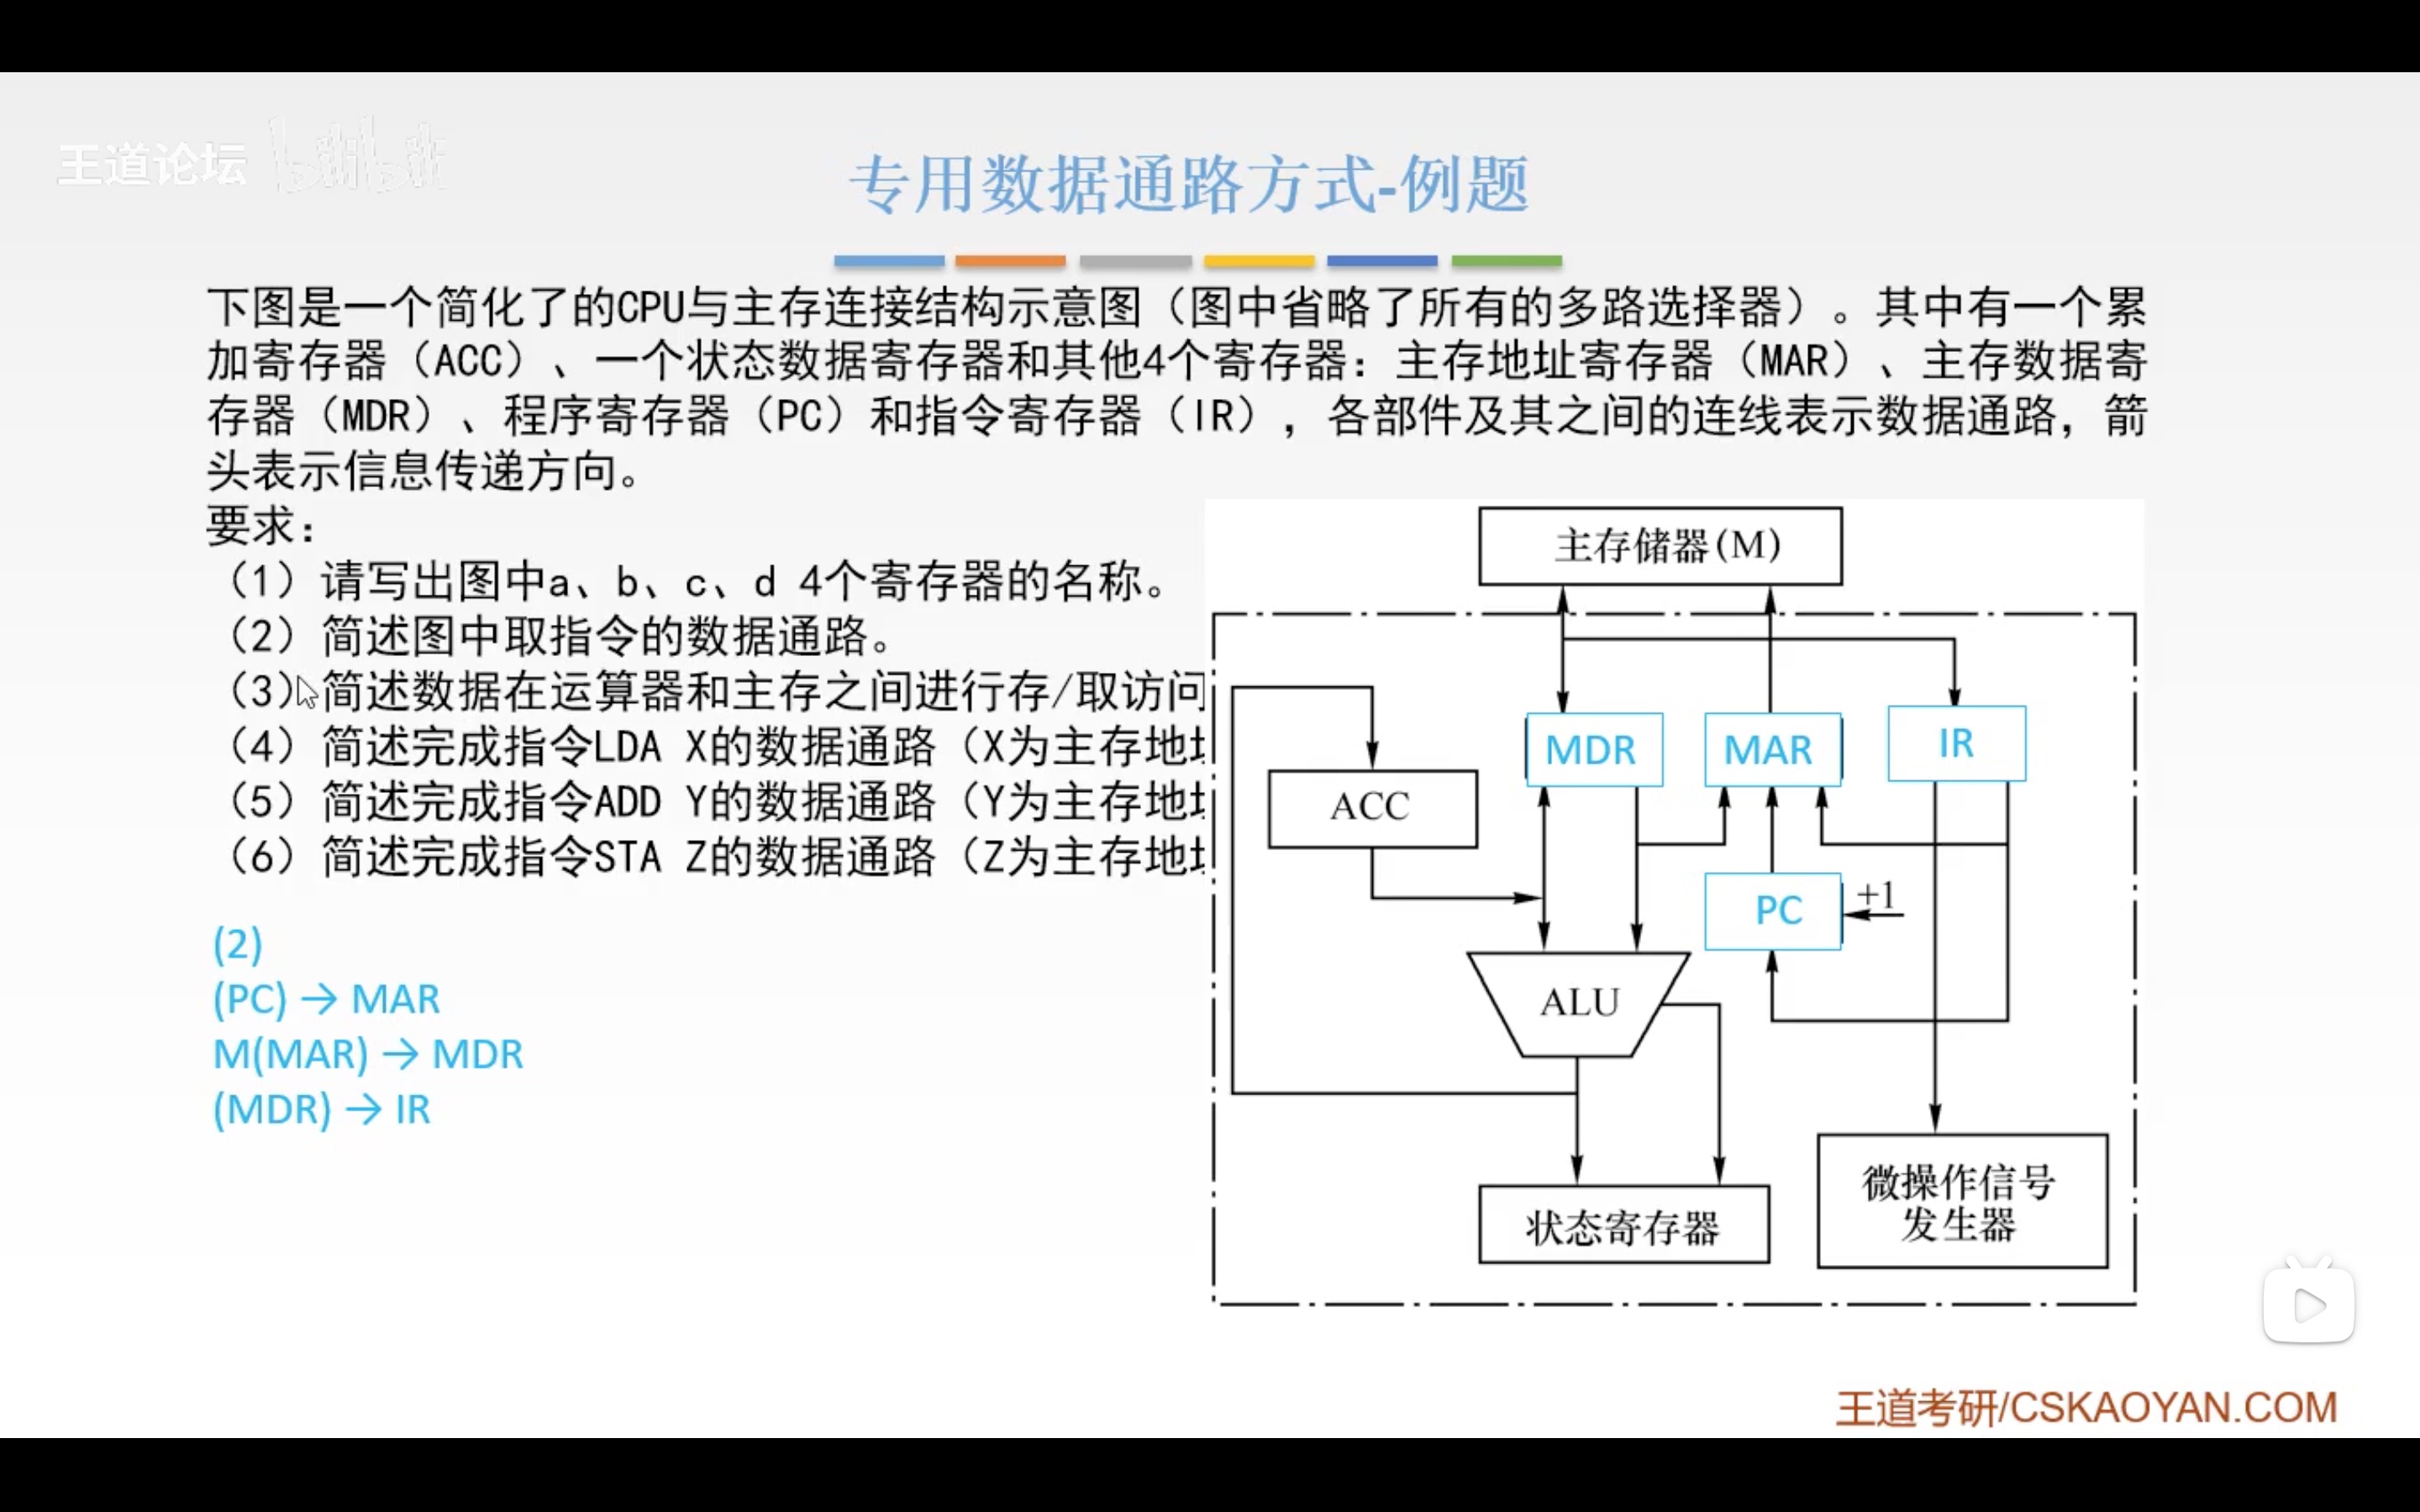 王道论坛 bilibili
专用数据通路方式-例题
下图是一个简化了的CPU与主存连接结构示意图（图中省略了所有的多路选择器）。其中有一个累
加寄存器（ACC）、一个状态数据寄存器和其他4个寄存器：主存地址寄存器（MAR）、主存数据寄
存器（MDR）、程序寄存器（PC）和指令寄存器（IR），各部件及其之间的连线表示数据通路，箭
头表示信息传递方向。
要求：
（1）请写出图中a、b、c、d 4个寄存器的名称。
（2）简述图中取指令的数据通路。
（3）简述数据在运算器和主存之间进行存/取访问
（4）简述完成指令LDA X的数据通路（X为主存地
（5）简述完成指令ADD Y的数据通路（Y为主存地
（6）简述完成指令STA Z的数据通路（Z为主存地
(2)
(PC) → MAR
M(MAR) → MDR
(MDR) → IR
主存储器(M)
MDR
MAR
IR
ACC
PC
+1
ALU
状态寄存器
微操作信号
发生器
王道考研/CSKAOYAN.COM